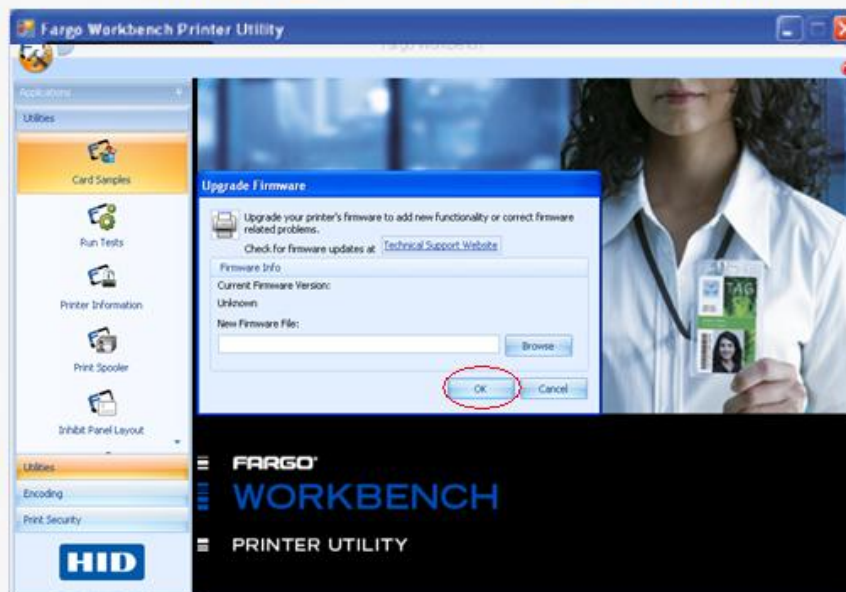 Fargo Workbench Printer Utility
Fargo Workbench
Applications
Utilities
Card Samples
Run Tests
Printer Information
Print Spooler
Inhibit Panel Layout
Utilities
Encoding
Print Security
HID
Upgrade Firmware
Upgrade your printer's firmware to add new functionality or correct firmware
related problems.
Check for firmware updates at Technical Support Website
Firmware Info
Current Firmware Version:
Unknown
New Firmware File:
Browse
OK
Cancel
TAG
FARGO
WORKBENCH
PRINTER UTILITY